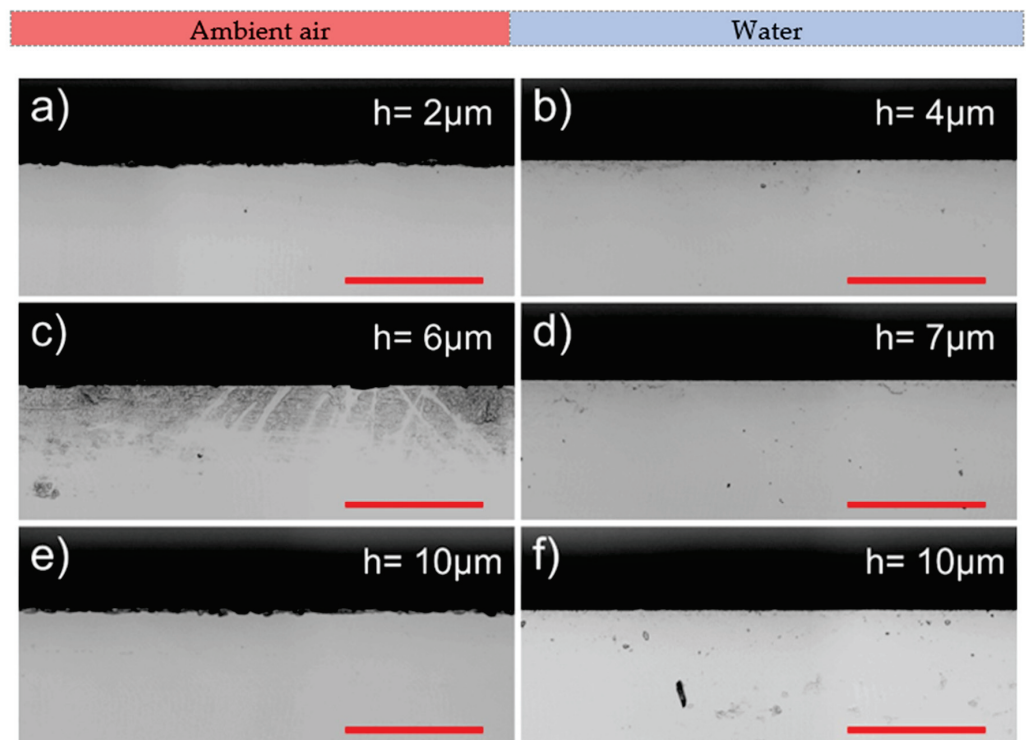 Ambient air
Water
a)
h= 2µm
b)
h= 4µm
c)
h= 6µm
d)
h= 7µm
e)
h= 10µm
f)
h= 10µm